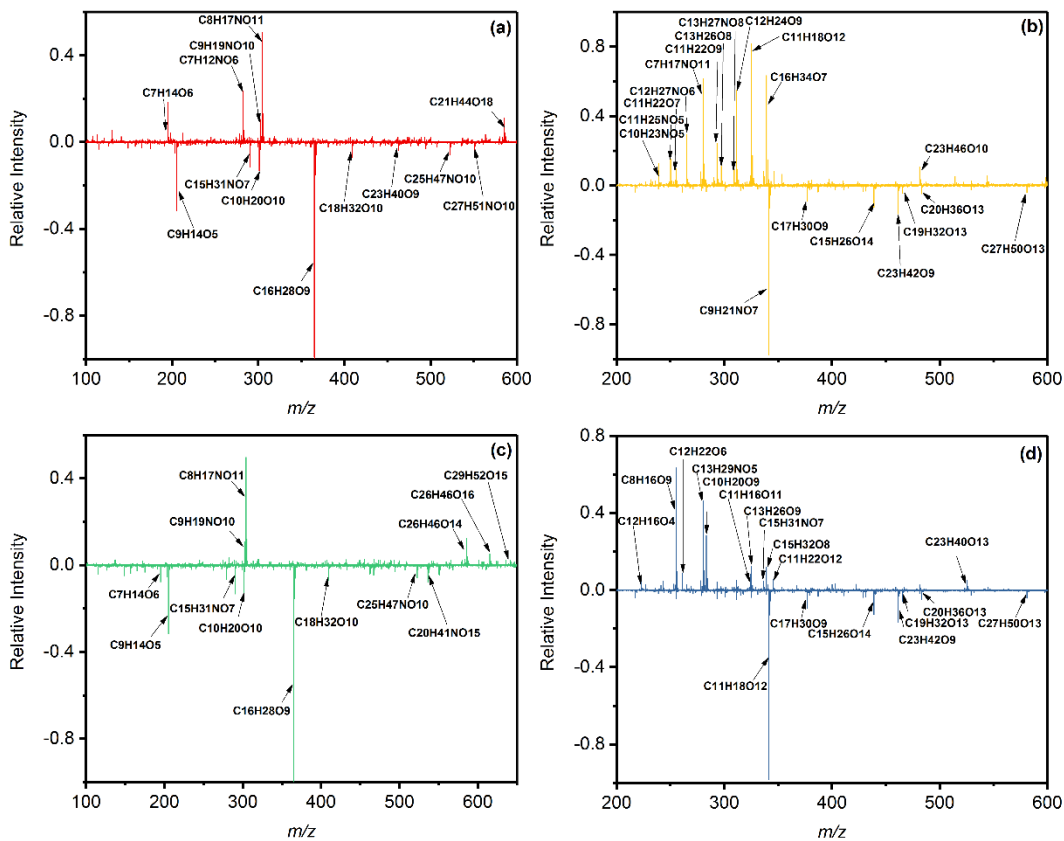 (a)
C8H17NO11
C9H19NO10
C7H12NO6
C7H14O6
C21H44O18
C15H31NO7
C10H20O10
C9H14O5
C18H32O10
C23H40O9
C25H47NO10
C27H51NO10
C16H28O9
0.4
0.0
-0.4
-0.8
Relative Intensity
100 200 300 400 500 600
m/z
(b)
C13H27NO8
C12H24O9
C13H26O8
C11H18O12
C11H22O9
C7H17NO11
C16H34O7
C12H27NO6
C11H22O7
C11H25NO5
C10H23NO5
C23H46O10
C17H30O9
C20H36O13
C15H26O14
C19H32O13
C23H42O9
C27H50O13
C9H21NO7
0.8
0.4
0.0
-0.4
-0.8
Relative Intensity
200 300 400 500 600
m/z
(c)
C8H17NO11
C29H52O15
C26H46O16
C9H19NO10
C26H46O14
C7H14O6
C15H31NO7
C10H20O10
C9H14O5
C18H32O10
C25H47NO10
C20H41NO15
C16H28O9
0.4
0.0
-0.4
-0.8
Relative Intensity
100 200 300 400 500 600
m/z
(d)
C12H22O6
C8H16O9
C13H29NO5
C10H20O9
C11H16O11
C13H26O9
C12H16O4
C15H31NO7
C15H32O8
C11H22O12
C23H40O13
C17H30O9
C20H36O13
C15H26O14
C19H32O13
C27H50O13
C23H42O9
C11H18O12
0.8
0.4
0.0
-0.4
-0.8
Relative Intensity
200 300 400 500 600
m/z